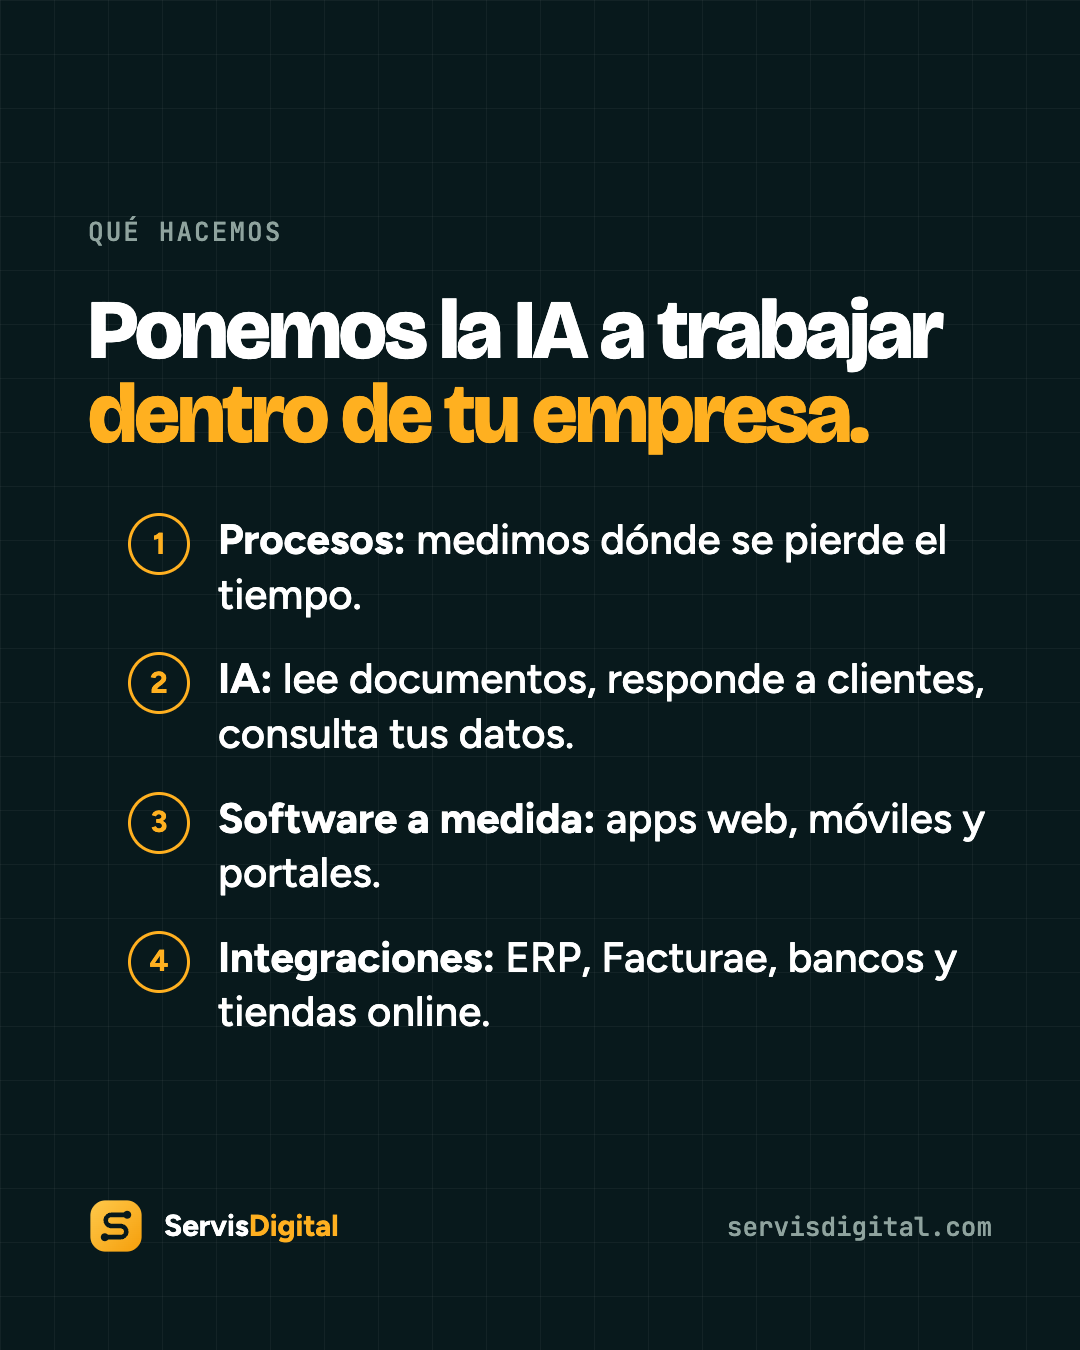 QUÉ HACEMOS
Ponemos la IA a trabajar
dentro de tu empresa.
1 Procesos: medimos dónde se pierde el
tiempo.
2 IA: lee documentos, responde a clientes,
consulta tus datos.
3 Software a medida: apps web, móviles y
portales.
4 Integraciones: ERP, Facturae, bancos y
tiendas online.
S ServisDigital servisdigital.com